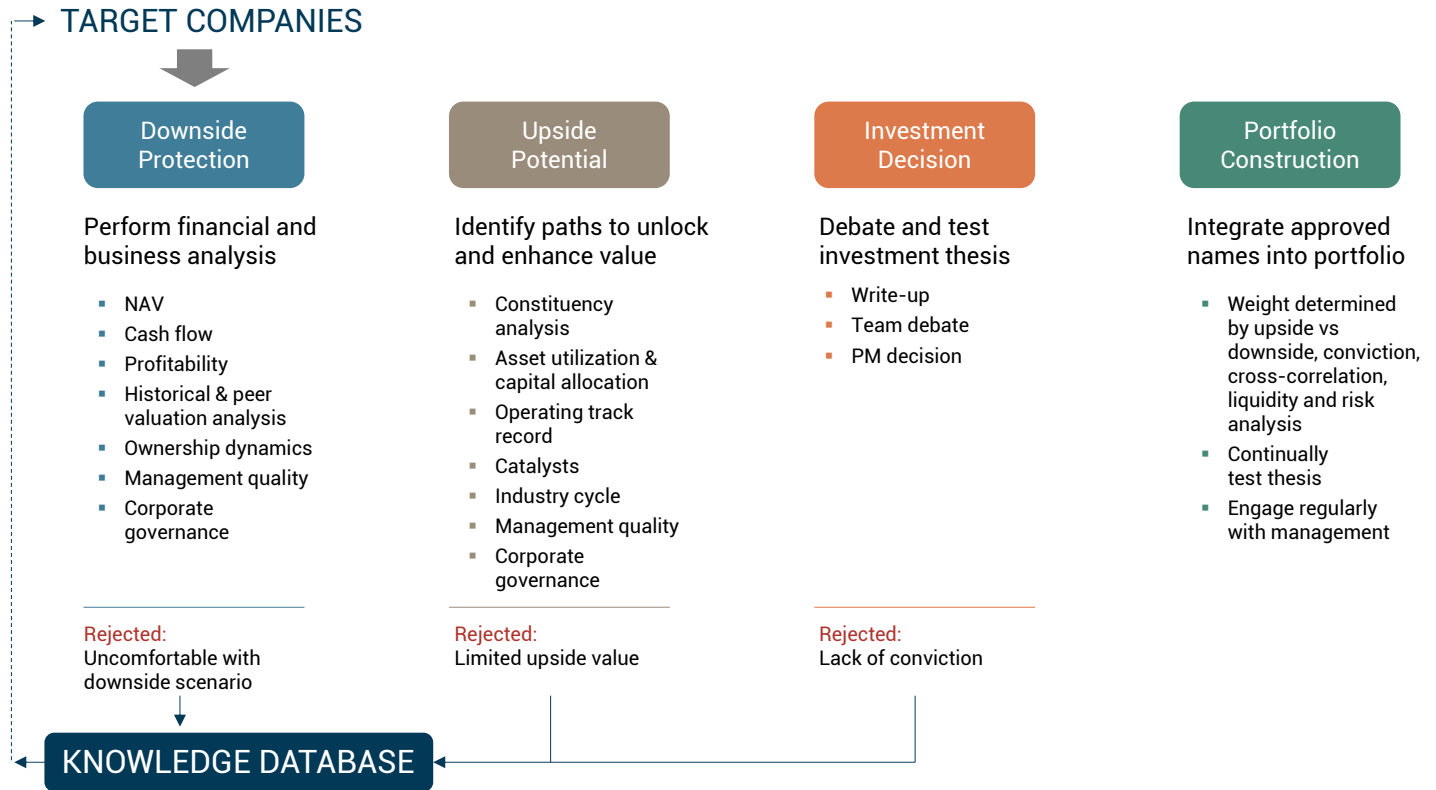 TARGET COMPANIES
Downside
Protection
Perform financial and
business analysis
NAV
Cash flow
Profitability
Historical & peer
valuation analysis
Ownership dynamics
Management quality
Corporate
governance
Rejected:
Uncomfortable with
downside scenario
Upside
Potential
Identify paths to unlock
and enhance value
Constituency
analysis
Asset utilization &
capital allocation
Operating track
record
Catalysts
Industry cycle
Management quality
Corporate
governance
Rejected:
Limited upside value
Investment
Decision
Debate and test
investment thesis
Write-up
Team debate
PM decision
Rejected:
Lack of conviction
Portfolio
Construction
Integrate approved
names into portfolio
Weight determined
by upside vs
downside, conviction,
cross-correlation,
liquidity and risk
analysis
Continually
test thesis
Engage regularly
with management
KNOWLEDGE DATABASE